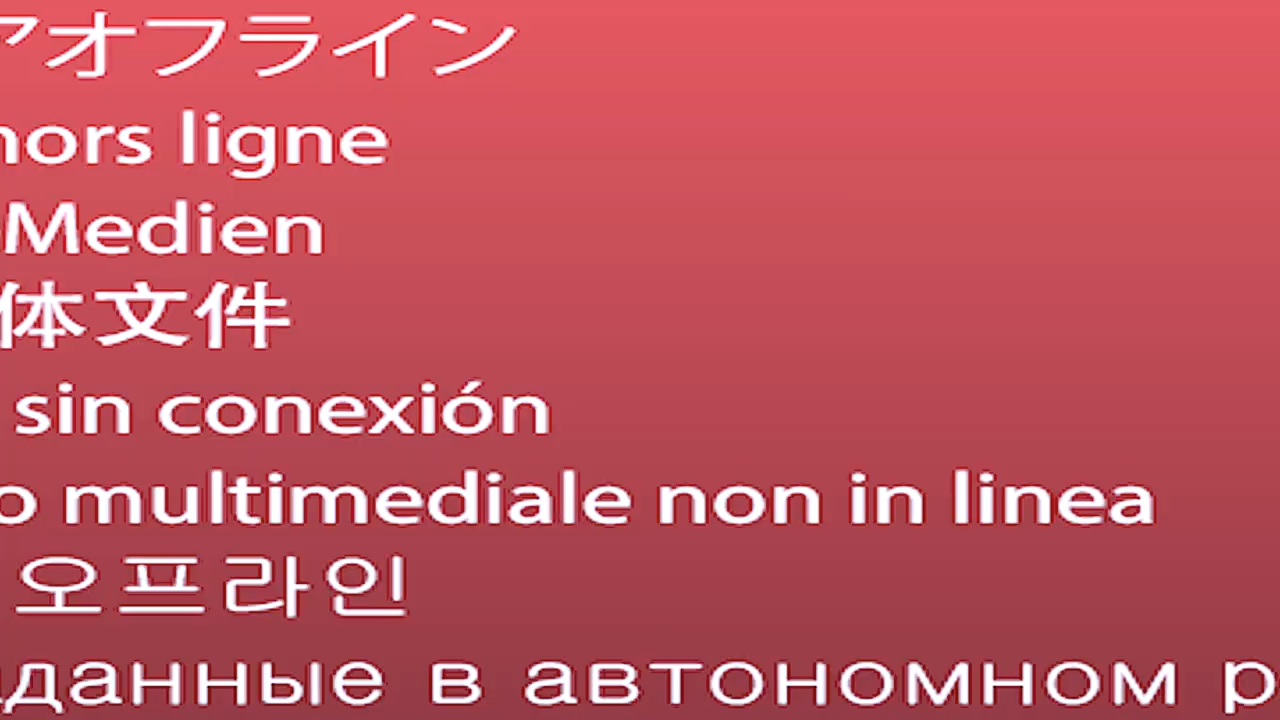 アオフライン
hors ligne
Medien
体文件
sin conexión
o multimediale non in linea
오프라인
аданные в автономном р